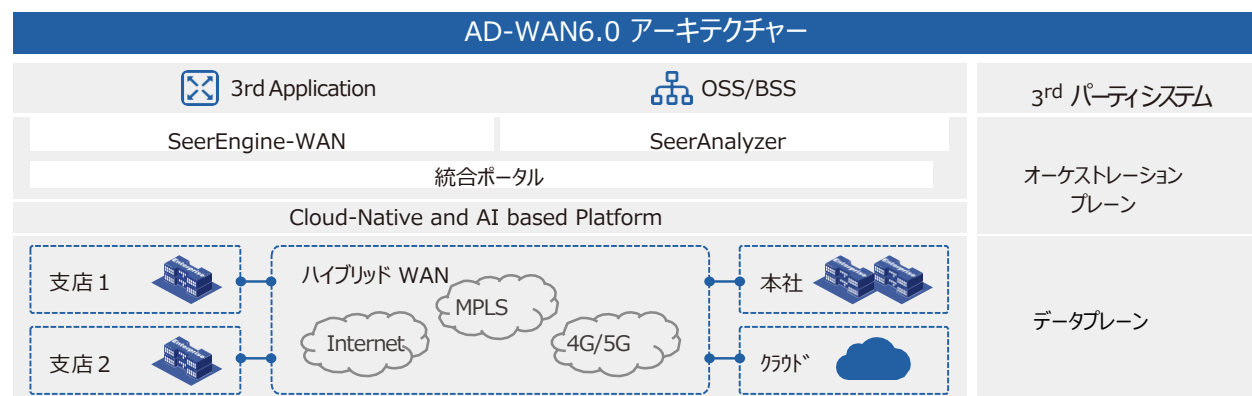 AD-WAN6.0 アーキテクチャー
3rd Application
OSS/BSS
3rd パーティシステム
SeerEngine-WAN
SeerAnalyzer
統合ポータル
オーケストレーション
プレーン
Cloud-Native and AI based Platform
支店1
ハイブリッド WAN
MPLS
Internet
4G/5G
本社
支店2
クラウド
データプレーン
Enterprise
Enterprise
Enterprise
Enterprise